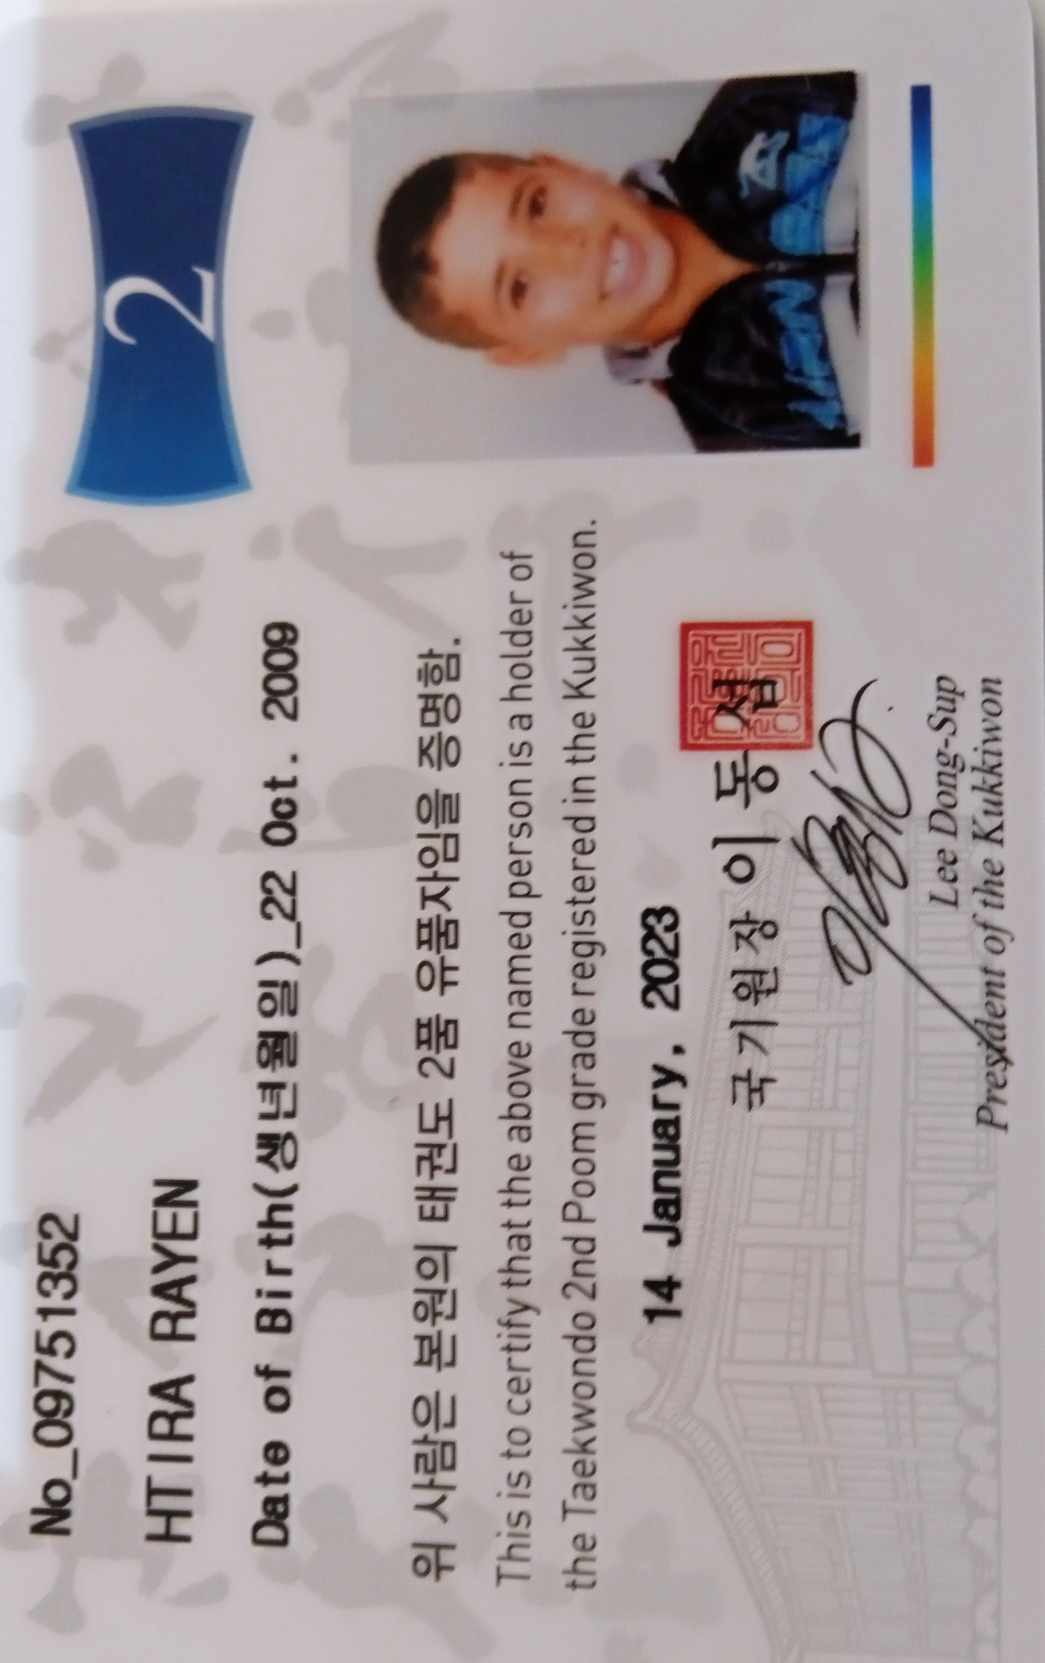 No_09751352
HTIRA RAYEN
Date of Birth(생년월일)_22 Oct. 2009
2
위 사람은 본원의 태권도 2품 유품자임을 증명함.
This is to certify that the above named person is a holder of
the Taekwondo 2nd Poom grade registered in the Kukkiwon.
14 January, 2023
국기원장 이동섭
Lee Dong-Sup
President of the Kukkiwon